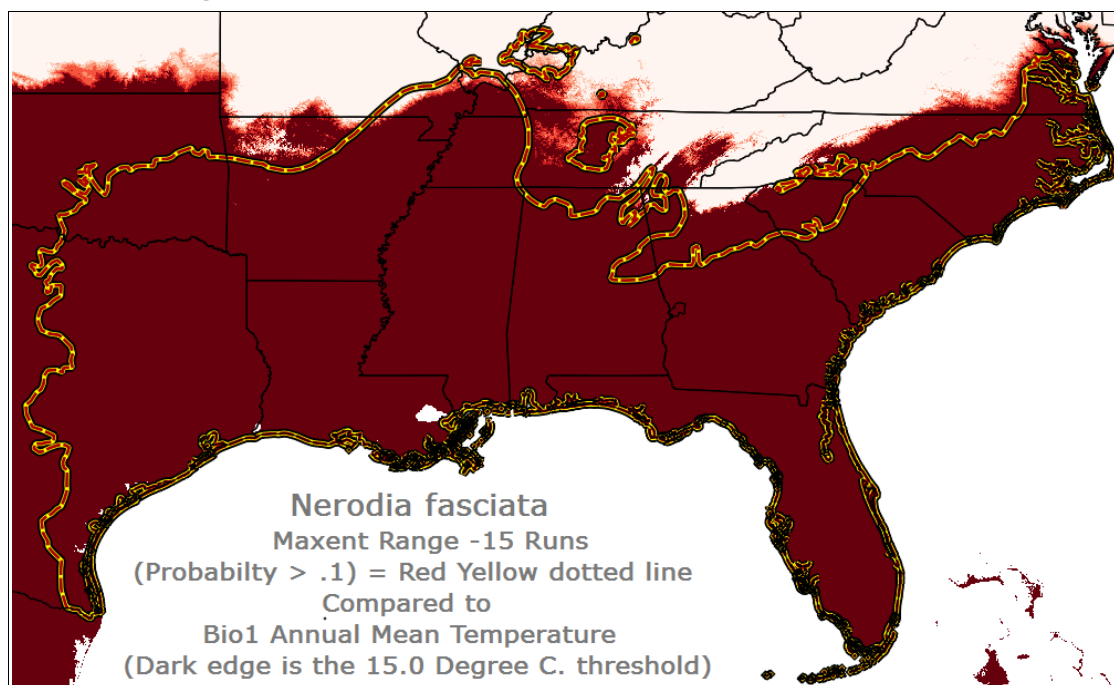 Nerodia fasciata
Maxent Range -15 Runs
(Probabilty > .1) = Red Yellow dotted line
Compared to
Bio1 Annual Mean Temperature
(Dark edge is the 15.0 Degree C. threshold)